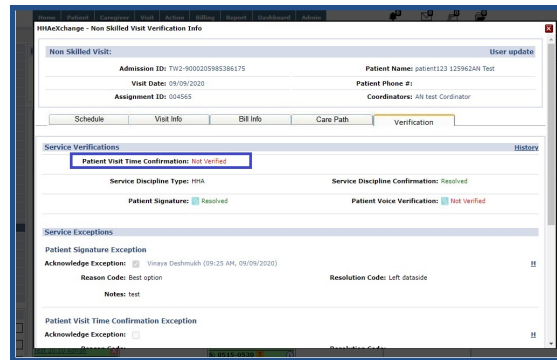 Home Patient Caregiver Visit Action Billing Report Dashboard Admin
HHAeXchange - Non Skilled Visit Verification Info
Non Skilled Visit: User update
Admission ID: TW2-9000205985386175 Patient Name: patient123 125962AN Test
Visit Date: 09/09/2020 Patient Phone #:
Assignment ID: 004565 Coordinators: AN test Cordinator
Schedule Visit Info Bill Info Care Path Verification
Service Verifications History
Patient Visit Time Confirmation: Not Verified
Service Discipline Type: HHA Service Discipline Confirmation: Resolved
Patient Signature: Resolved Patient Voice Verification: Not Verified
Service Exceptions
Patient Signature Exception
Acknowledge Exception: Vinaya Deshmukh (09:25 AM, 09/09/2020) H
Reason Code: Best option Resolution Code: Left dataside
Notes: test
Patient Visit Time Confirmation Exception
Acknowledge Exception: H
S: 0515-0530